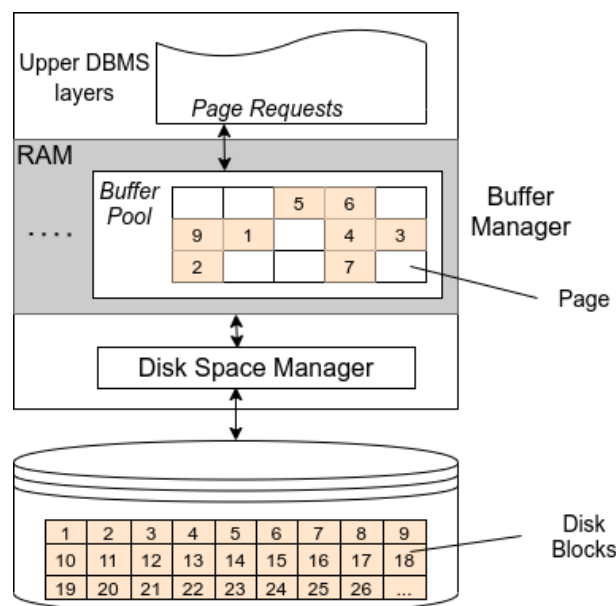 Upper DBMS
layers
Page Requests
RAM
Buffer
Pool
5 6
9 1 4 3
2 7
....
Buffer
Manager
Page
Disk Space Manager
1 2 3 4 5 6 7 8 9
10 11 12 13 14 15 16 17 18
19 20 21 22 23 24 25 26 ...
Disk
Blocks